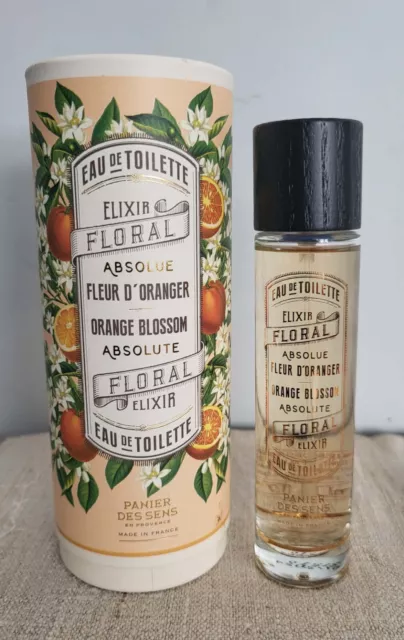 EAU DE TOILETTE
ELIXIR
FLORAL
ABSOLUE
FLEUR D'ORANGER
ORANGE BLOSSOM
ABSOLUTE
FLORAL
ELIXIR
EAU DE TOILETTE
PANIER
DES SENS
EN PROVENCE
MADE IN FRANCE
EAU DE TOILETTE
ELIXIR
FLORAL
ABSOLUE
FLEUR D'ORANGER
ORANGE BLOSSOM
ABSOLUTE
FLORAL
ELIXIR
EAU DE TOILETTE
PANIER
DES SENS